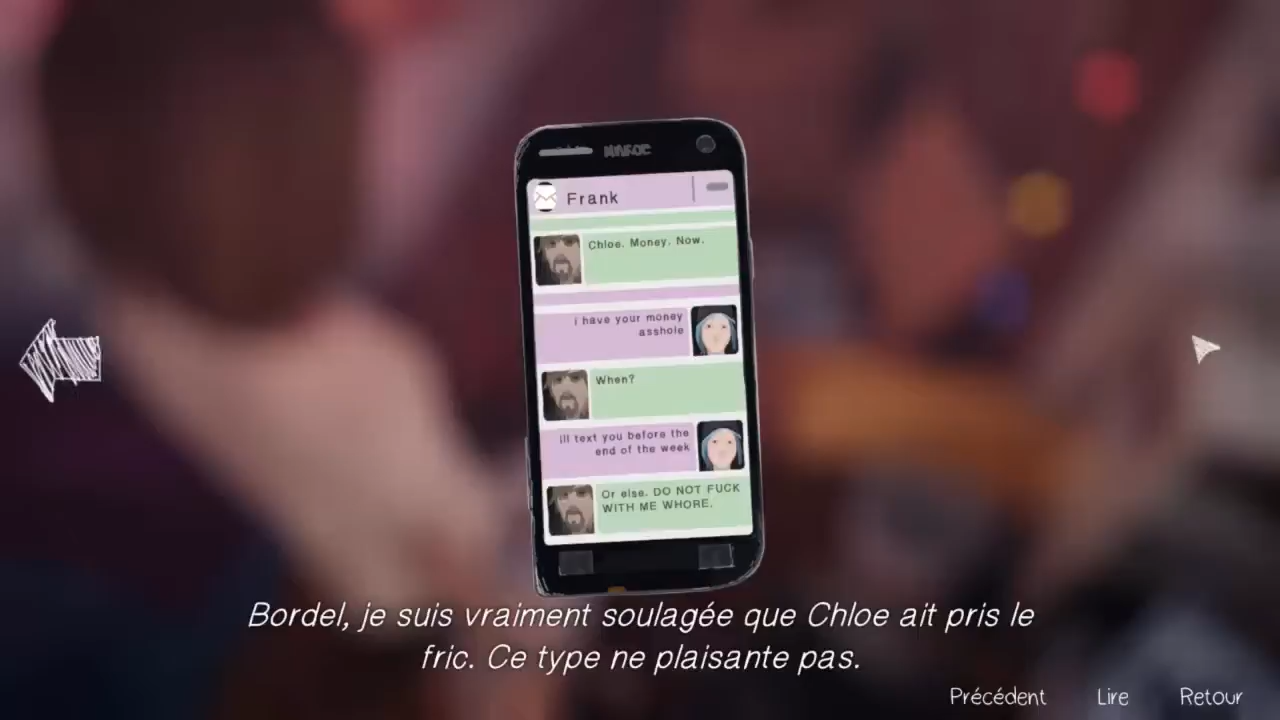 Frank
Chloe. Money. Now.
i have your money
asshole
When?
ill text you before the
end of the week
Or else. DO NOT FUCK
WITH ME WHORE.
Bordel, je suis vraiment soulagée que Chloe ait pris le
fric. Ce type ne plaisante pas.
Précédent Lire Retour